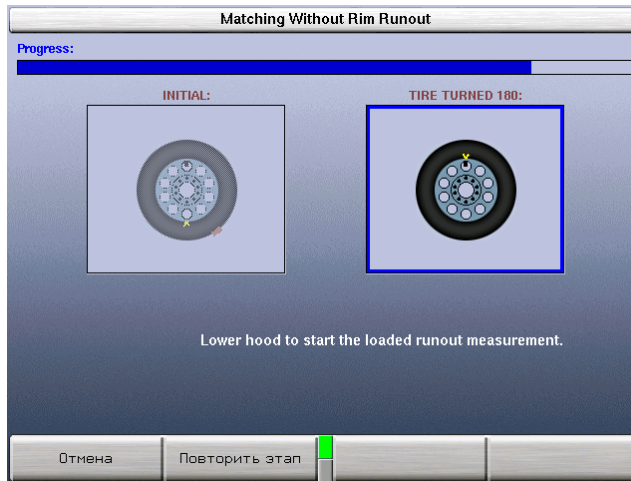 Matching Without Rim Runout
Progress:
INITIAL:
TIRE TURNED 180:
Lower hood to start the loaded runout measurement.
Отмена
Повторить этап